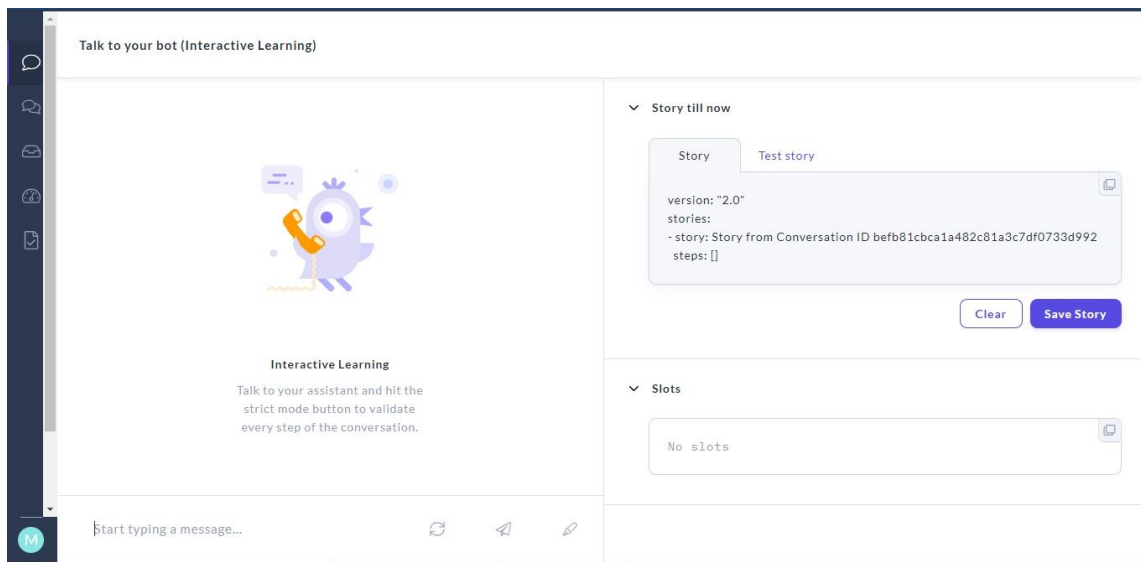 Talk to your bot (Interactive Learning)
Interactive Learning
Talk to your assistant and hit the
strict mode button to validate
every step of the conversation.
Start typing a message...
M
Story till now
Story
Test story
version: "2.0"
stories:
- story: Story from Conversation ID befb81cbca1a482c81a3c7df0733d992
steps: []
Clear
Save Story
Slots
No slots